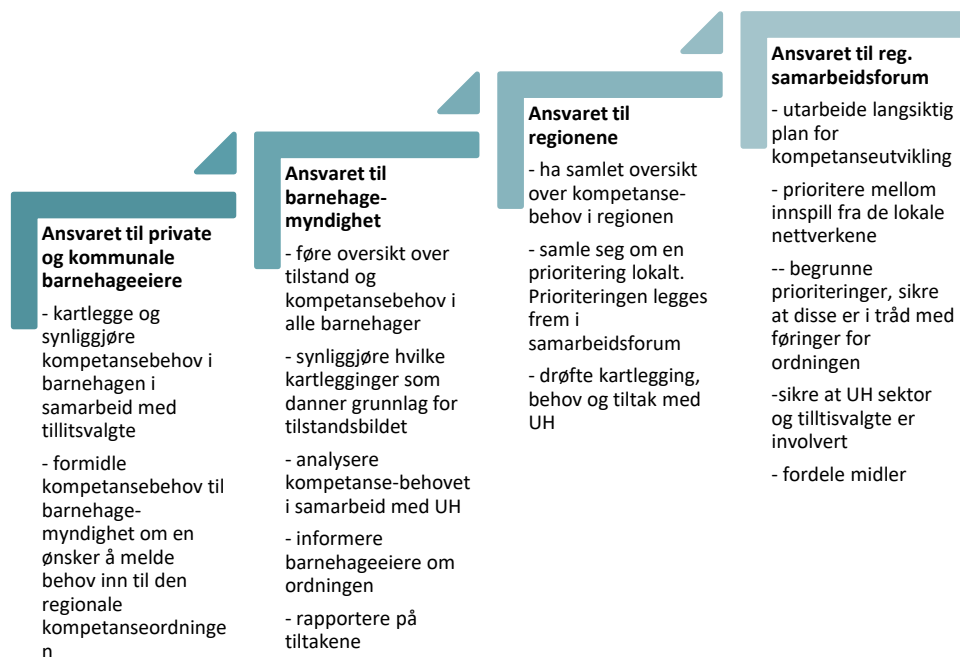 Ansvaret til private
og kommunale
barnehageeiere
- kartlegge og
synliggjøre
kompetansebehov i
barnehagen i
samarbeid med
tillitsvalgte
- formidle
kompetansebehov til
barnehage-
myndighet om en
ønsker å melde
behov inn til den
regionale
kompetanseordninge
n
Ansvaret til
barnehage-
myndighet
- føre oversikt over
tilstand og
kompetansebehov i
alle barnehager
- synliggjøre hvilke
kartlegginger som
danner grunnlag for
tilstandsbildet
- analysere
kompetanse-behovet
i samarbeid med UH
- informere
barnehageeiere om
ordningen
- rapportere på
tiltakene
Ansvaret til
regionene
- ha samlet oversikt
over kompetanse-
behov i regionen
- samle seg om en
prioritering lokalt.
Prioriteringen legges
frem i
samarbeidsforum
- drøfte kartlegging,
behov og tiltak med
UH
Ansvaret til reg.
samarbeidsforum
- utarbeide langsiktig
plan for
kompetanseutvikling
- prioritere mellom
innspill fra de lokale
nettverkene
-- begrunne
prioriteringer, sikre
at disse er i tråd med
føringer for
ordningen
-sikre at UH sektor
og tilltisvalgte er
involvert
- fordele midler